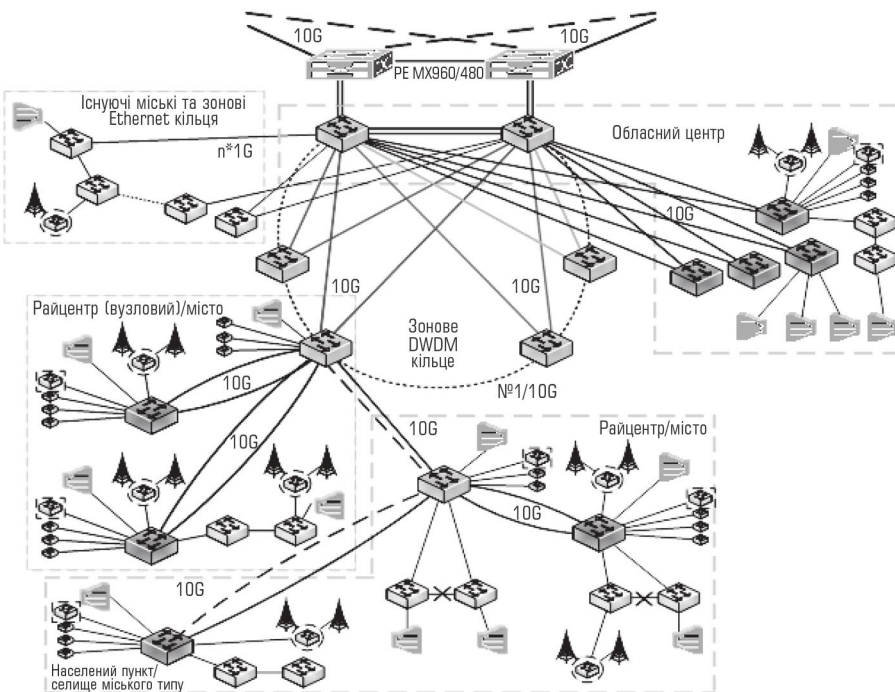 10G
10G
PE MX960/480
Існуючі міські та зонові
Ethernet кільця
n*1G
Обласний центр
10G
10G
10G
Райцентр (вузловий)/місто
Зонове
DWDM
кільце
10G
№1/10G
10G
10G
Райцентр/місто
10G
10G
Населений пункт/
селище міського типу